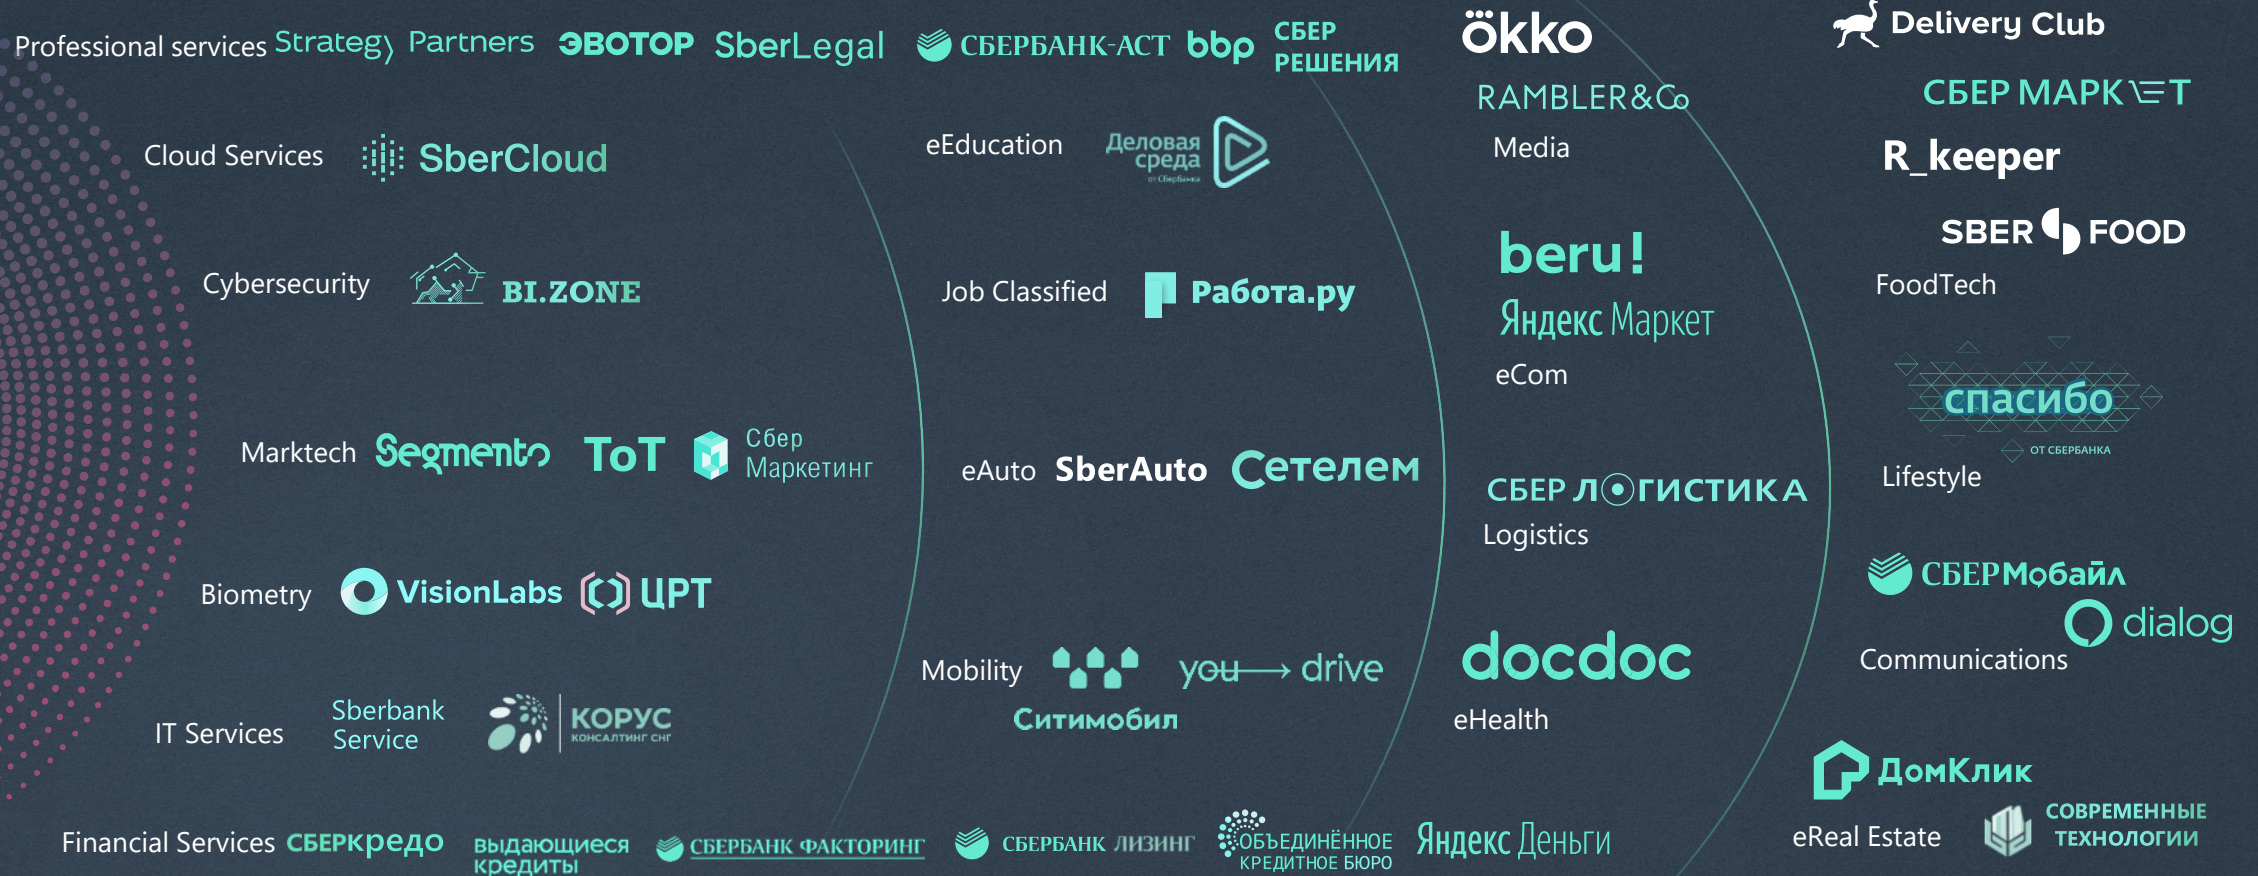 Professional services
Strategy Partners
ЭВОТОР
SberLegal
СБЕРБАНК-АСТ
bbp
СБЕР
РЕШЕНИЯ
Cloud Services
SberCloud
Cybersecurity
BI.ZONE
Marktech
Segmento
ToT
Сбер
Маркетинг
Biometry
VisionLabs
ЦРТ
IT Services
Sberbank
Service
КОРУС
КОНСАЛТИНГ СНГ
Financial Services
СБЕРкредо
выдающиеся
кредиты
СБЕРБАНК ФАКТОРИНГ
СБЕРБАНК ЛИЗИНГ
ОБЪЕДИНЁННОЕ
КРЕДИТНОЕ БЮРО
Яндекс Деньги
eEducation
Деловая
среда
от Сбербанка
Job Classified
Работа.ру
eAuto
SberAuto
Сетелем
Mobility
you drive
Ситимобил
ökko
RAMBLER&Co
Media
beru!
Яндекс Маркет
eCom
СБЕР ЛОГИСТИКА
Logistics
docdoc
eHealth
Delivery Club
СБЕР МАРКЕТ
R_keeper
SBER FOOD
FoodTech
спасибо
ОТ СБЕРБАНКА
Lifestyle
СБЕРМобайл
dialog
Communications
ДомКлик
eReal Estate
СОВРЕМЕННЫЕ
ТЕХНОЛОГИИ